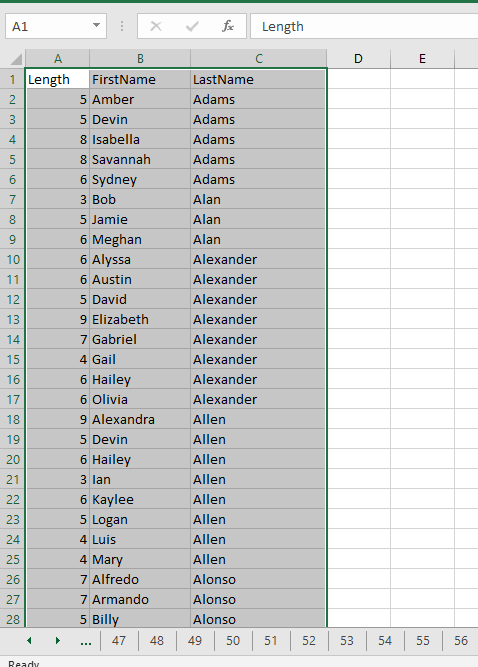 A1 fx Length
A B C D E
1 Length FirstName LastName
2 5 Amber Adams
3 5 Devin Adams
4 8 Isabella Adams
5 8 Savannah Adams
6 6 Sydney Adams
7 3 Bob Alan
8 5 Jamie Alan
9 6 Meghan Alan
10 6 Alyssa Alexander
11 6 Austin Alexander
12 5 David Alexander
13 9 Elizabeth Alexander
14 7 Gabriel Alexander
15 4 Gail Alexander
16 6 Hailey Alexander
17 6 Olivia Alexander
18 9 Alexandra Allen
19 5 Devin Allen
20 6 Hailey Allen
21 3 Ian Allen
22 6 Kaylee Allen
23 5 Logan Allen
24 4 Luis Allen
25 4 Mary Allen
26 7 Alfredo Alonso
27 7 Armando Alonso
28 5 Billy Alonso
... 47 48 49 50 51 52 53 54 55 56
Ready